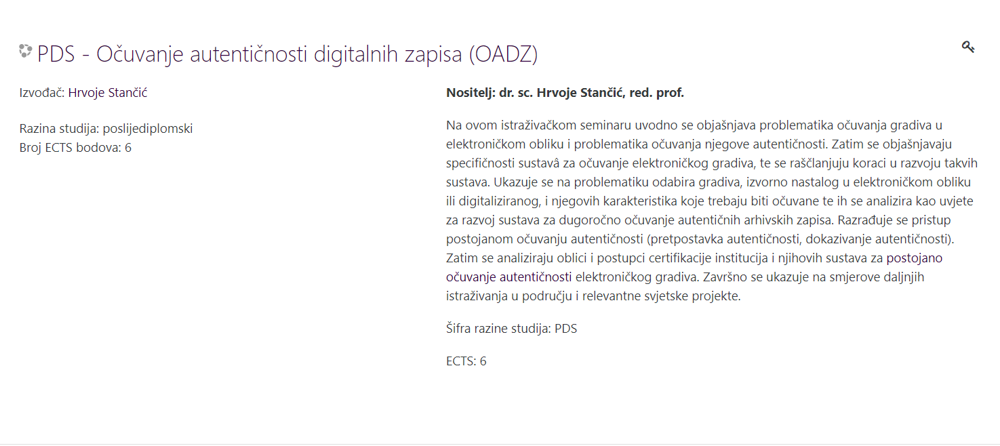 PDS - Očuvanje autentičnosti digitalnih zapisa (OADZ)
Izvođač: Hrvoje Stančić
Razina studija: poslijediplomski
Broj ECTS bodova: 6
Nositelj: dr. sc. Hrvoje Stančić, red. prof.
Na ovom istraživačkom seminaru uvodno se objašnjava problematika očuvanja gradiva u
elektroničkom obliku i problematika očuvanja njegove autentičnosti. Zatim se objašnjavaju
specifičnosti sustavâ za očuvanje elektroničkog gradiva, te se raščlanjuju koraci u razvoju takvih
sustava. Ukazuje se na problematiku odabira gradiva, izvorno nastalog u elektroničkom obliku
ili digitaliziranog, i njegovih karakteristika koje trebaju biti očuvane te ih se analizira kao uvjete
za razvoj sustava za dugoročno očuvanje autentičnih arhivskih zapisa. Razrađuje se pristup
postojanom očuvanju autentičnosti (pretpostavka autentičnosti, dokazivanje autentičnosti).
Zatim se analiziraju oblici i postupci certifikacije institucija i njihovih sustava za postojano
očuvanje autentičnosti elektroničkog gradiva. Završno se ukazuje na smjerove daljnjih
istraživanja u području i relevantne svjetske projekte.
Šifra razine studija: PDS
ECTS: 6